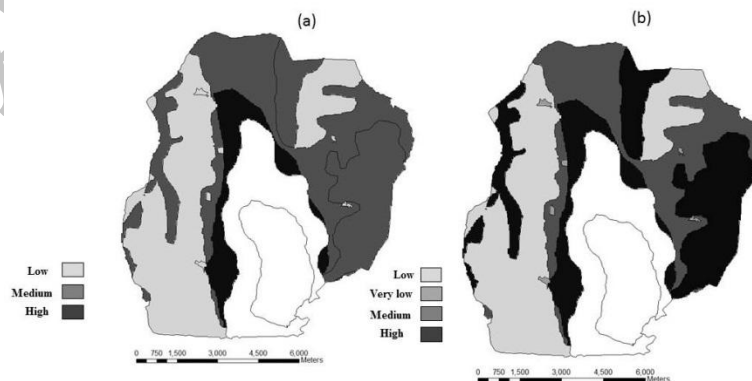 (a)
(b)
Low
Medium
High
0 750 1,500 3,000 4,500 6,000
Meters
Low
Very low
Medium
High
0 750 1,500 3,000 4,500 6,000
Meters